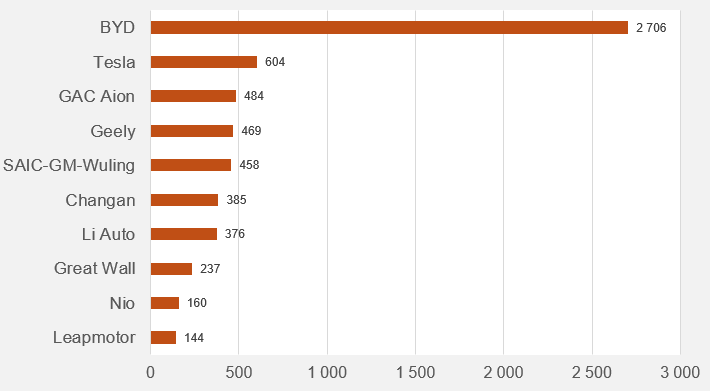 BYD 2 706
Tesla 604
GAC Aion 484
Geely 469
SAIC-GM-Wuling 458
Changan 385
Li Auto 376
Great Wall 237
Nio 160
Leapmotor 144
0 500 1 000 1 500 2 000 2 500 3 000